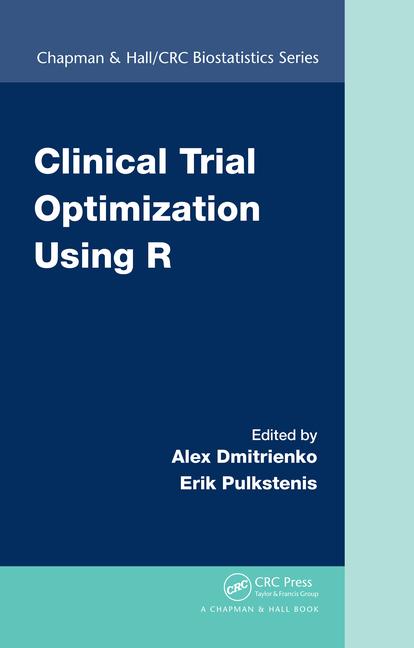 Chapman & Hall/CRC Biostatistics Series
Clinical Trial
Optimization
Using R
Edited by
Alex Dmitrienko
Erik Pulkstenis
CRC
CRC Press
Taylor & Francis Group
A CHAPMAN & HALL BOOK